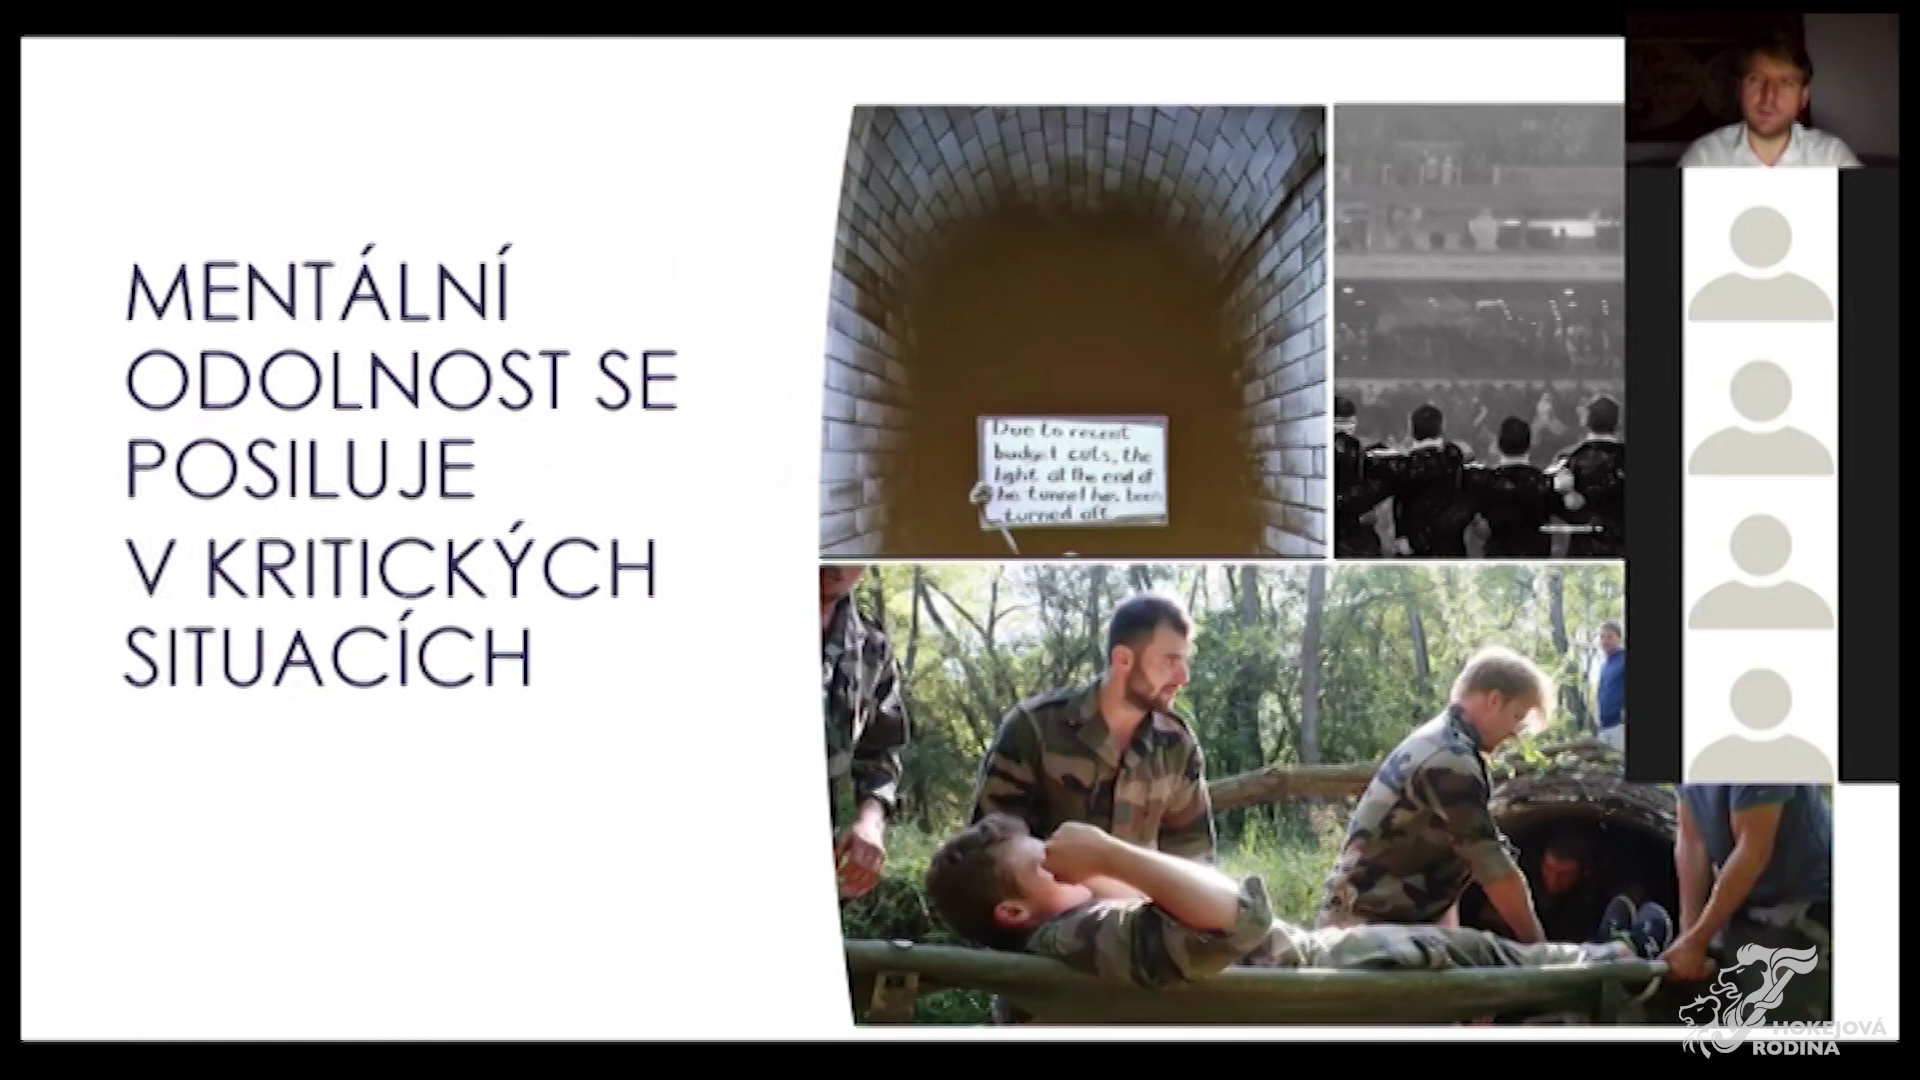 MENTÁLNÍ
ODOLNOST SE
POSILUJE
V KRITICKÝCH
SITUACÍCH
Due to recent
budget cuts, the
light at the end of
the tunnel has been
turned off
HOKEJOVÁ
RODINA